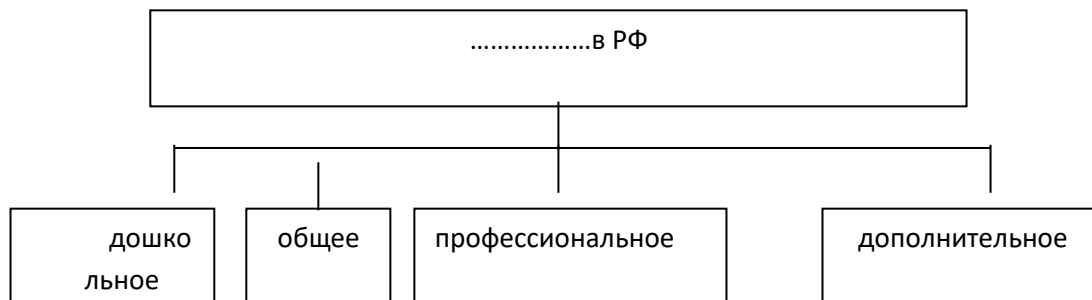 ………………в РФ
дошко
льное
общее
профессиональное
дополнительное